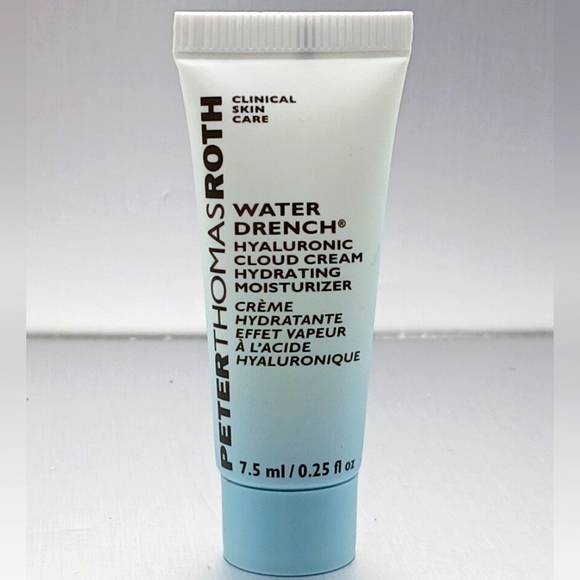 PETERTHOMASROTH
CLINICAL
SKIN
CARE
WATER
DRENCH®
HYALURONIC
CLOUD CREAM
HYDRATING
MOISTURIZER
CRÈME
HYDRATANTE
EFFET VAPEUR
À L'ACIDE
HYALURONIQUE
7.5 ml / 0.25 fl oz